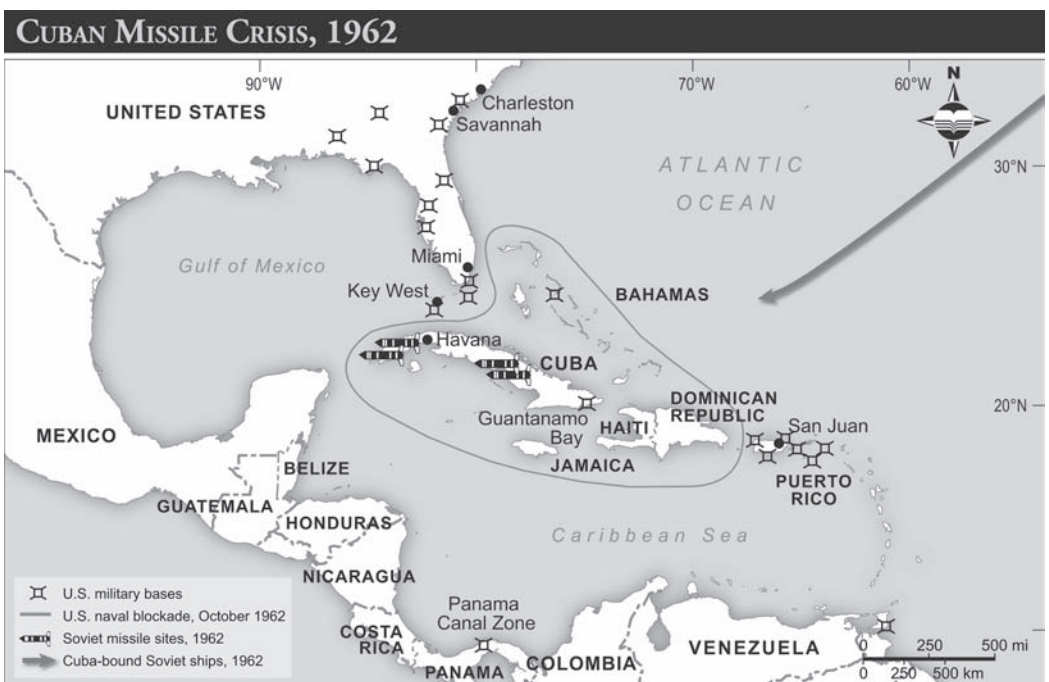 CUBAN MISSILE CRISIS, 1962
90°W
70°W
60°W
N
UNITED STATES
Charleston
Savannah
ATLANTIC
OCEAN
30°N
Gulf of Mexico
Miami
Key West
BAHAMAS
Havana
CUBA
Guantanamo
Bay
HAITI
DOMINICAN
REPUBLIC
20°N
San Juan
MEXICO
JAMAICA
PUERTO
RICO
BELIZE
GUATEMALA
HONDURAS
Caribbean Sea
NICARAGUA
Panama
Canal Zone
COSTA
RICA
PANAMA
COLOMBIA
VENEZUELA
U.S. military bases
U.S. naval blockade, October 1962
Soviet missile sites, 1962
Cuba-bound Soviet ships, 1962
0 250 500 mi
0 250 500 km